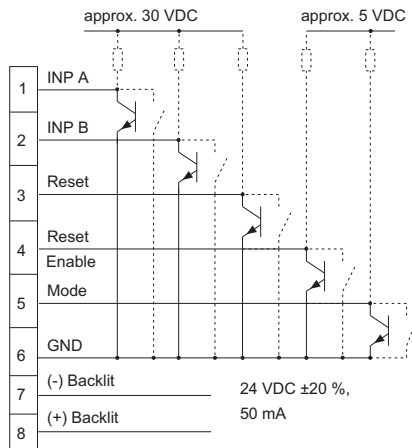 approx. 30 VDC approx. 5 VDC
1 INP A
2 INP B
3 Reset
4 Reset
Enable
5 Mode
6 GND
7 (-) Backlit
24 VDC ±20 %,
50 mA
8 (+) Backlit